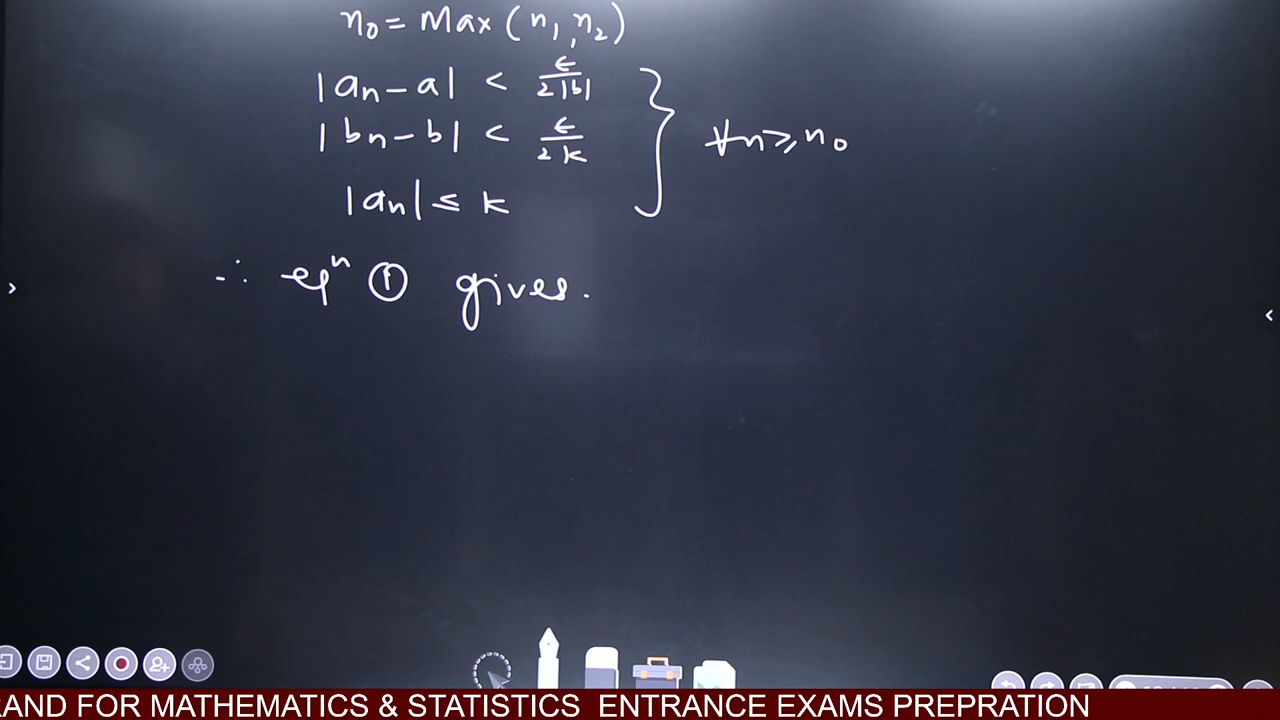 n₀ = Max (n₁, n₂)
|aₙ - a| < ε/2|b|
|bₙ - b| < ε/2k
|aₙ| ≤ k
∀n ≥ n₀
∴ eqⁿ ① gives.
AND FOR MATHEMATICS & STATISTICS ENTRANCE EXAMS PREPRATION